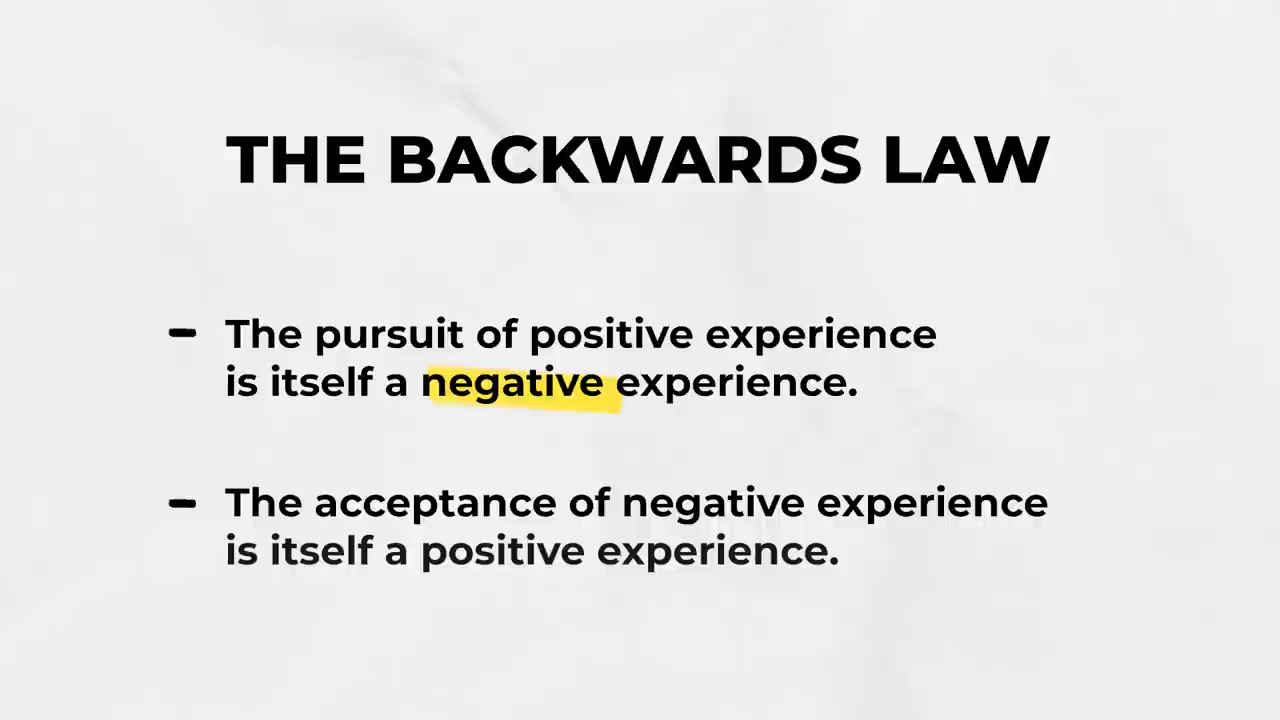 THE BACKWARDS LAW
- The pursuit of positive experience
is itself a negative experience.
- The acceptance of negative experience
is itself a positive experience.